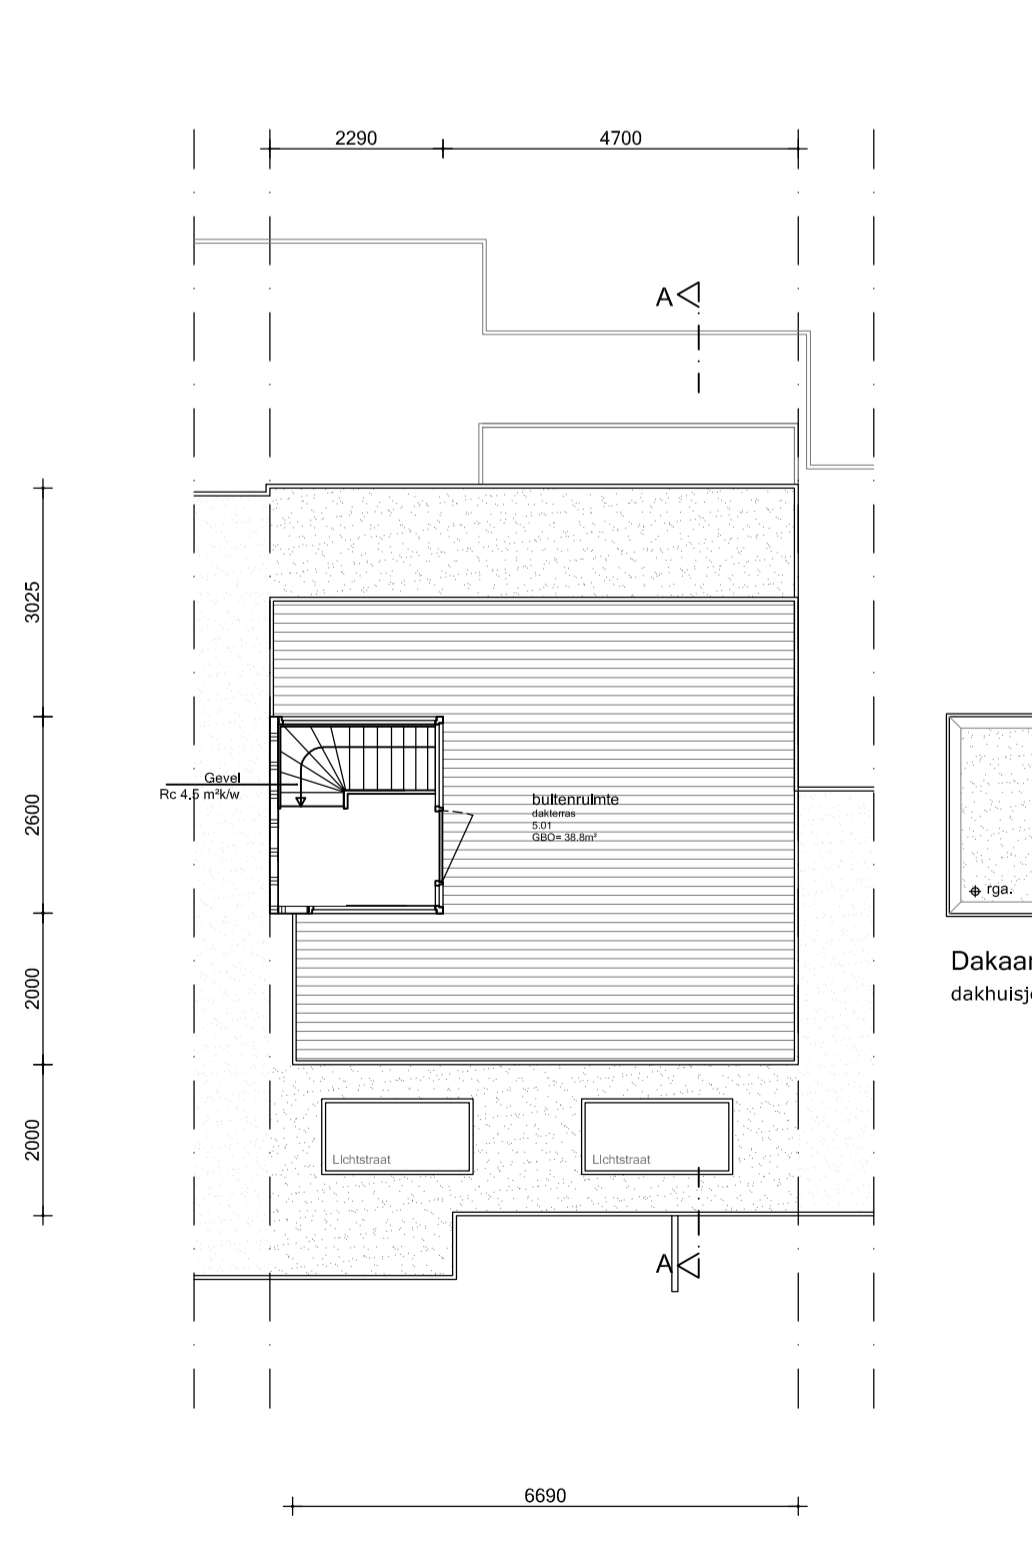 2290
4700
A
3025
Gevel
Rc 4.5 m²k/w
2600
buitenruimte
dakterras
5.01
GBO= 38.8m²
rga.
Dakaan
dakhuisje
2000
2000
Lichtstraat
Lichtstraat
A
6690